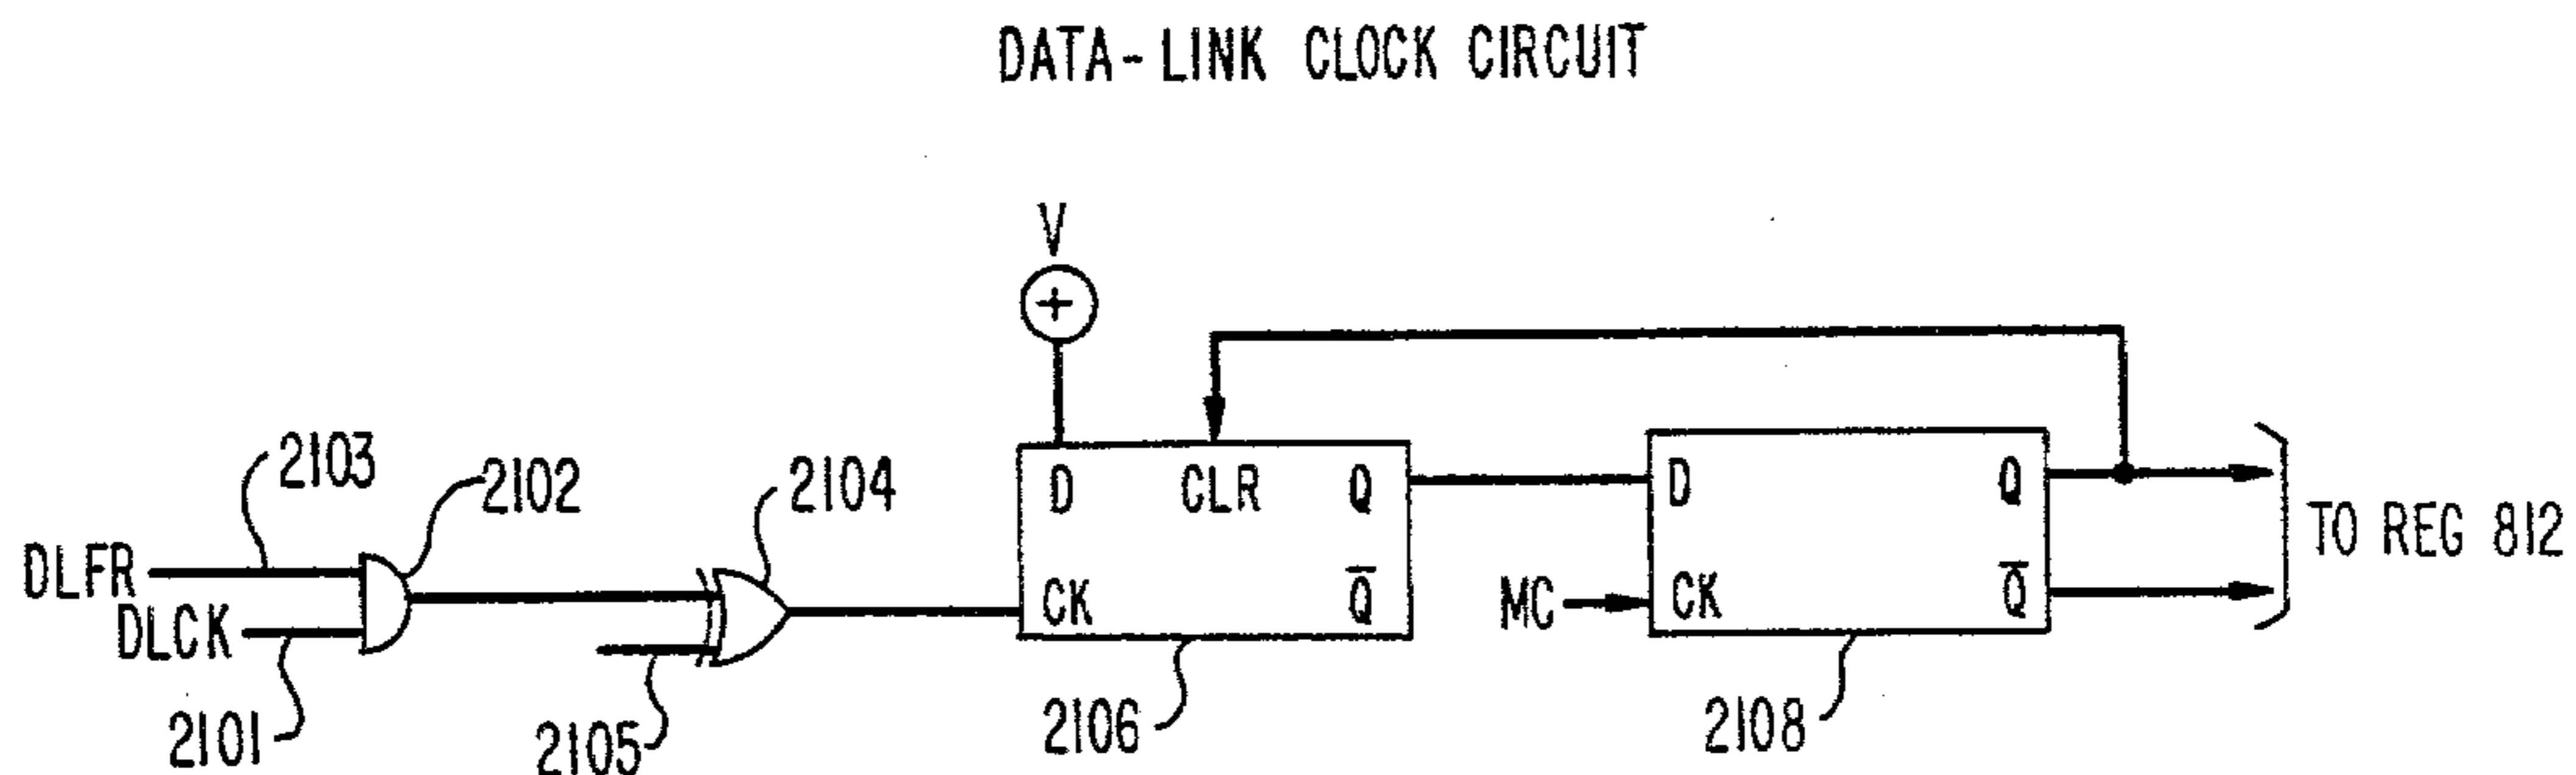 DATA-LINK CLOCK CIRCUIT
V
+
2103
2102
2104
D CLR Q
D Q
DLFR
DLCK
CK Q̅
MC
CK Q̅
TO REG 812
2101
2105
2106
2108